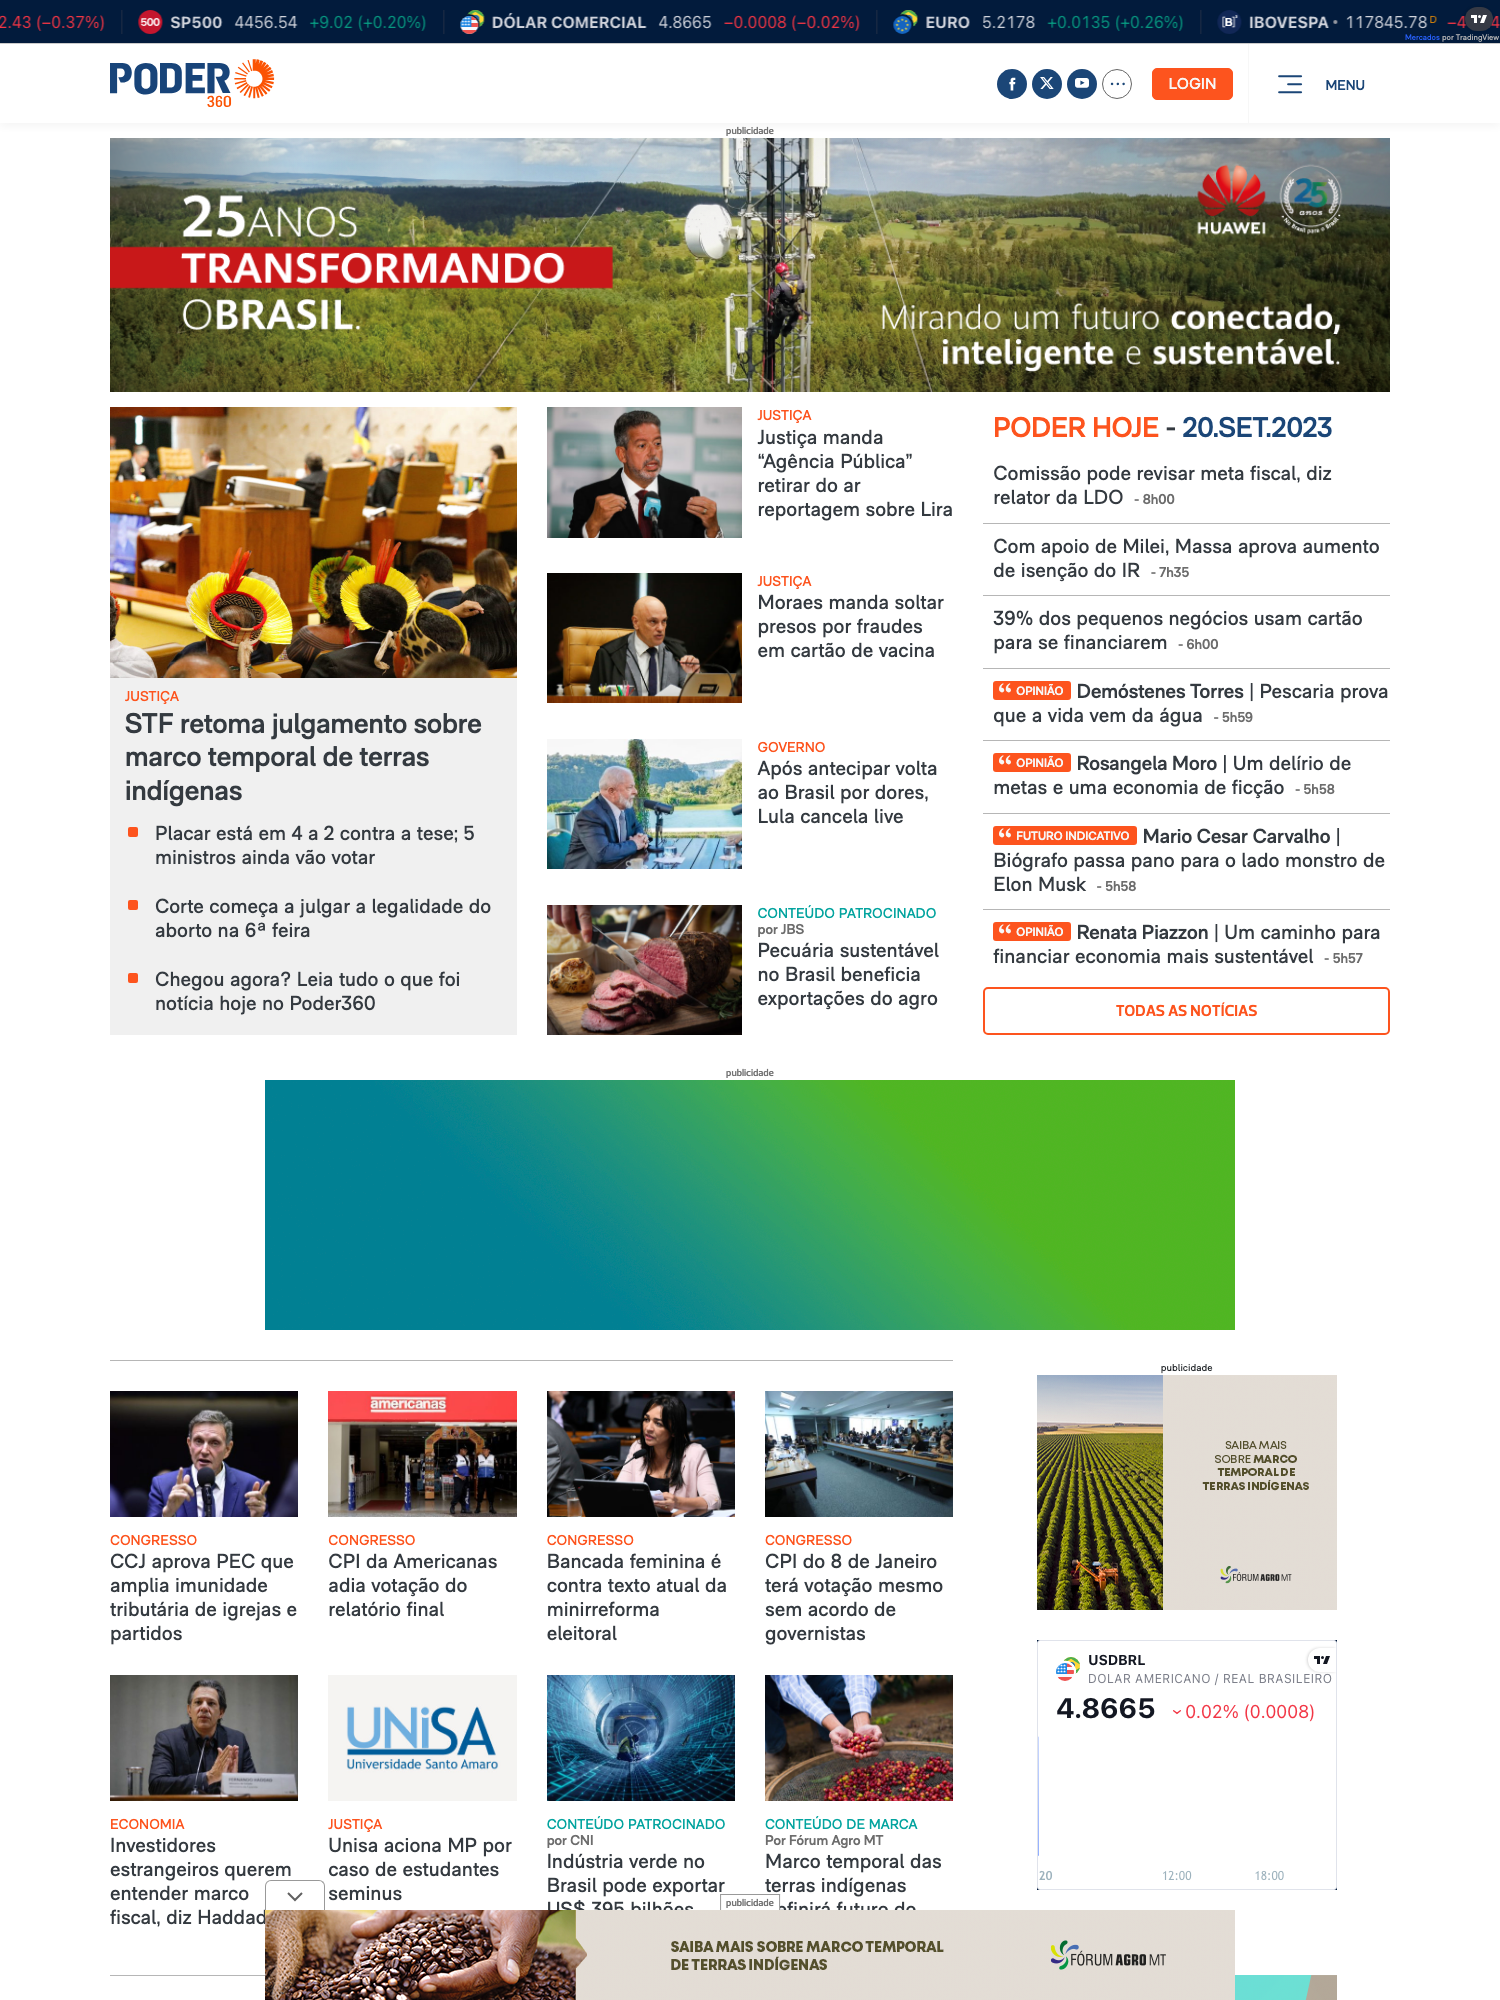 2.43 (−0.37%)
500 SP500 4456.54 +9.02 (+0.20%)
DÓLAR COMERCIAL 4.8665 −0.0008 (−0.02%)
EURO 5.2178 +0.0135 (+0.26%)
IBOVESPA • 117845.78 D
Mercados por TradingView
PODER
360
LOGIN
MENU
publicidade
25 ANOS
TRANSFORMANDO
O BRASIL.
HUAWEI
25
anos
Mirando um futuro conectado,
inteligente e sustentável.
JUSTIÇA
STF retoma julgamento sobre
marco temporal de terras
indígenas
Placar está em 4 a 2 contra a tese; 5
ministros ainda vão votar
Corte começa a julgar a legalidade do
aborto na 6ª feira
Chegou agora? Leia tudo o que foi
notícia hoje no Poder360
JUSTIÇA
Justiça manda
“Agência Pública”
retirar do ar
reportagem sobre Lira
JUSTIÇA
Moraes manda soltar
presos por fraudes
em cartão de vacina
GOVERNO
Após antecipar volta
ao Brasil por dores,
Lula cancela live
CONTEÚDO PATROCINADO
por JBS
Pecuária sustentável
no Brasil beneficia
exportações do agro
PODER HOJE - 20.SET.2023
Comissão pode revisar meta fiscal, diz
relator da LDO - 8h00
Com apoio de Milei, Massa aprova aumento
de isenção do IR - 7h35
39% dos pequenos negócios usam cartão
para se financiarem - 6h00
“ OPINIÃO Demóstenes Torres | Pescaria prova
que a vida vem da água - 5h59
“ OPINIÃO Rosangela Moro | Um delírio de
metas e uma economia de ficção - 5h58
“ FUTURO INDICATIVO Mario Cesar Carvalho |
Biógrafo passa pano para o lado monstro de
Elon Musk - 5h58
“ OPINIÃO Renata Piazzon | Um caminho para
financiar economia mais sustentável - 5h57
TODAS AS NOTÍCIAS
publicidade
americanas
CONGRESSO
CCJ aprova PEC que
amplia imunidade
tributária de igrejas e
partidos
CONGRESSO
CPI da Americanas
adia votação do
relatório final
CONGRESSO
Bancada feminina é
contra texto atual da
minirreforma
eleitoral
CONGRESSO
CPI do 8 de Janeiro
terá votação mesmo
sem acordo de
governistas
publicidade
SAIBA MAIS
SOBRE MARCO
TEMPORAL DE
TERRAS INDÍGENAS
FÓRUM AGRO MT
USDBRL
DOLAR AMERICANO / REAL BRASILEIRO
4.8665 0.02% (0.0008)
20 12:00 18:00
ECONOMIA
Investidores
estrangeiros querem
entender marco
fiscal, diz Haddad
UNiSA
Universidade Santo Amaro
JUSTIÇA
Unisa aciona MP por
caso de estudantes
seminus
CONTEÚDO PATROCINADO
por CNI
Indústria verde no
Brasil pode exportar
US$ 395 bilhões
CONTEÚDO DE MARCA
Por Fórum Agro MT
Marco temporal das
terras indígenas
definirá futuro do
publicidade
SAIBA MAIS SOBRE MARCO TEMPORAL
DE TERRAS INDÍGENAS
FÓRUM AGRO MT